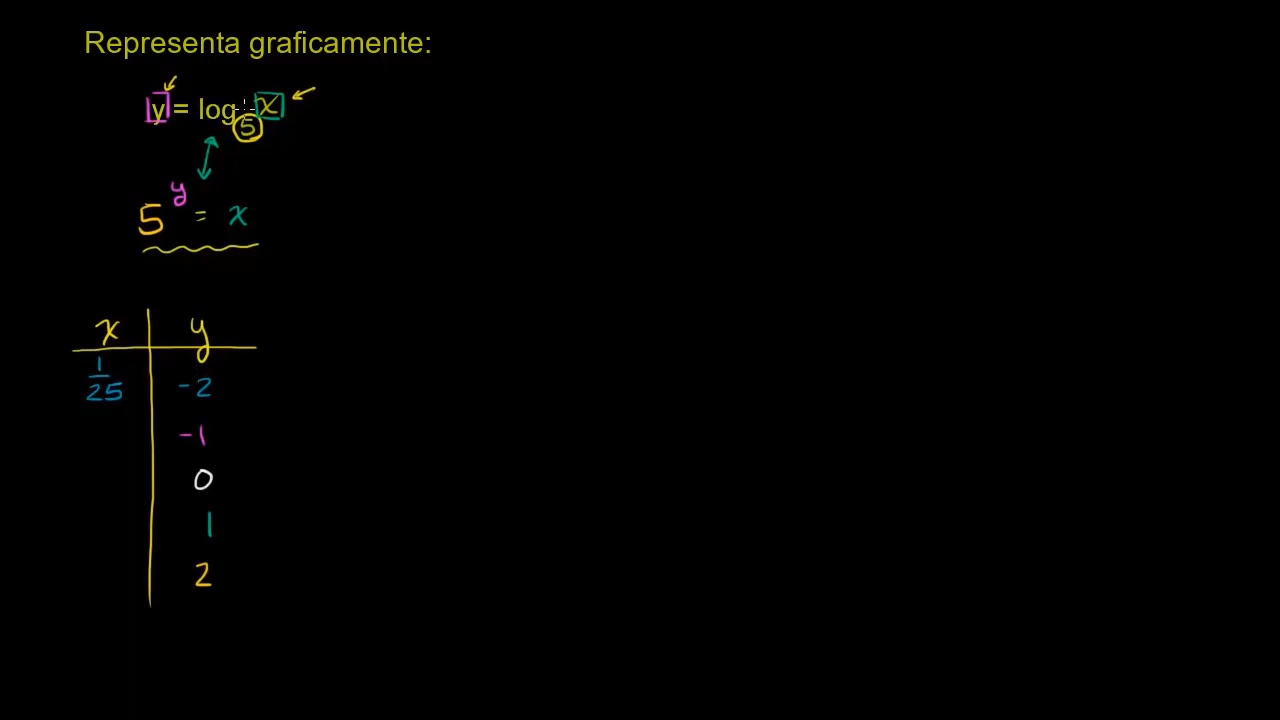 Representa graficamente:
y = log₅ x
5^y = x
x y
1/25 -2
-1
0
1
2